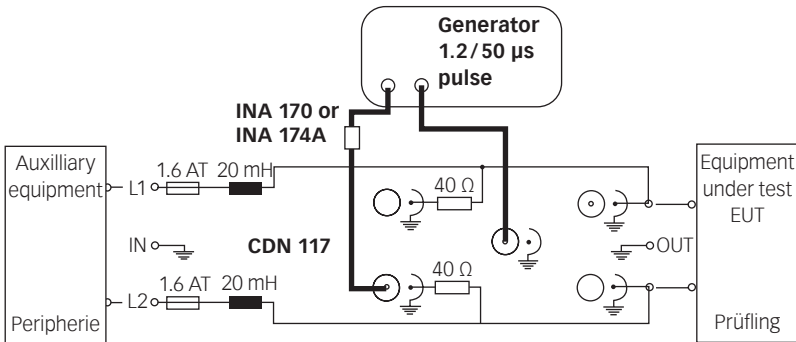 Generator
1.2/50 µs
pulse
INA 170 or
INA 174A
Auxilliary
equipment
L1
1.6 AT
20 mH
40 Ω
Equipment
under test
EUT
IN
CDN 117
OUT
L2
1.6 AT
20 mH
40 Ω
Peripherie
Prüfling